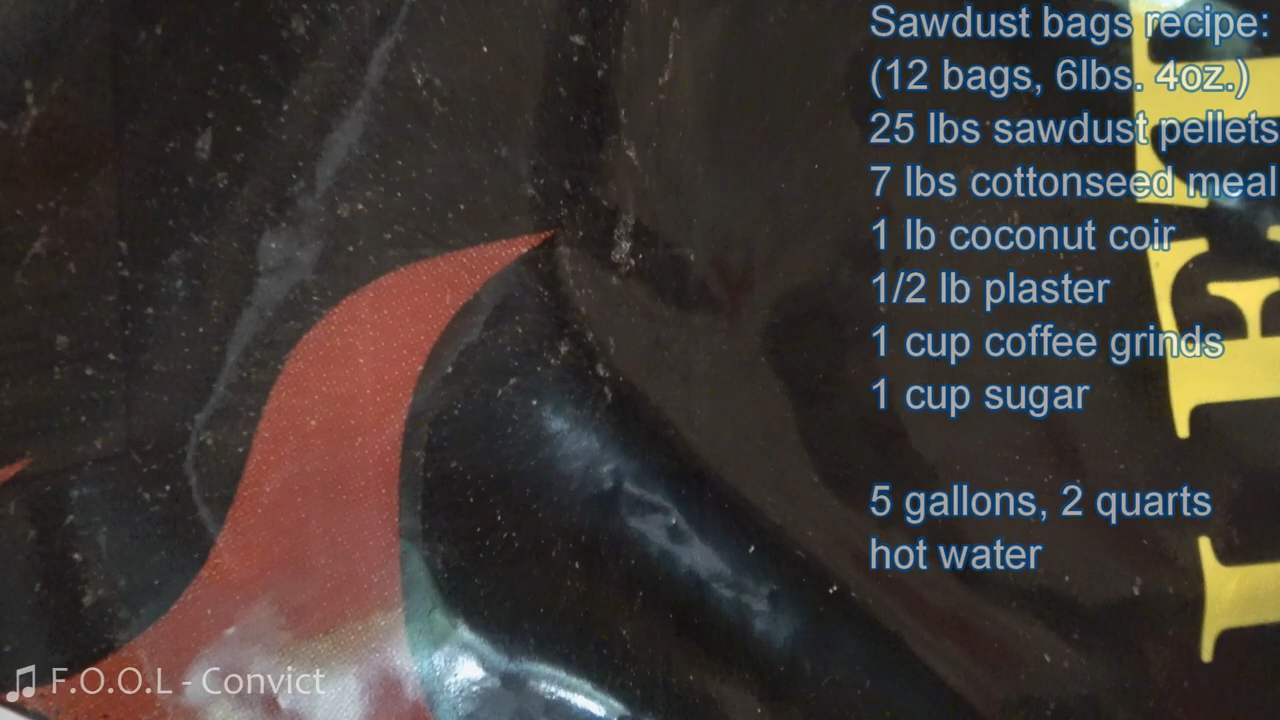 Sawdust bags recipe:
(12 bags, 6lbs. 4oz.)
25 lbs sawdust pellets
7 lbs cottonseed meal
1 lb coconut coir
1/2 lb plaster
1 cup coffee grinds
1 cup sugar
5 gallons, 2 quarts
hot water
♫ F.O.O.L - Convict